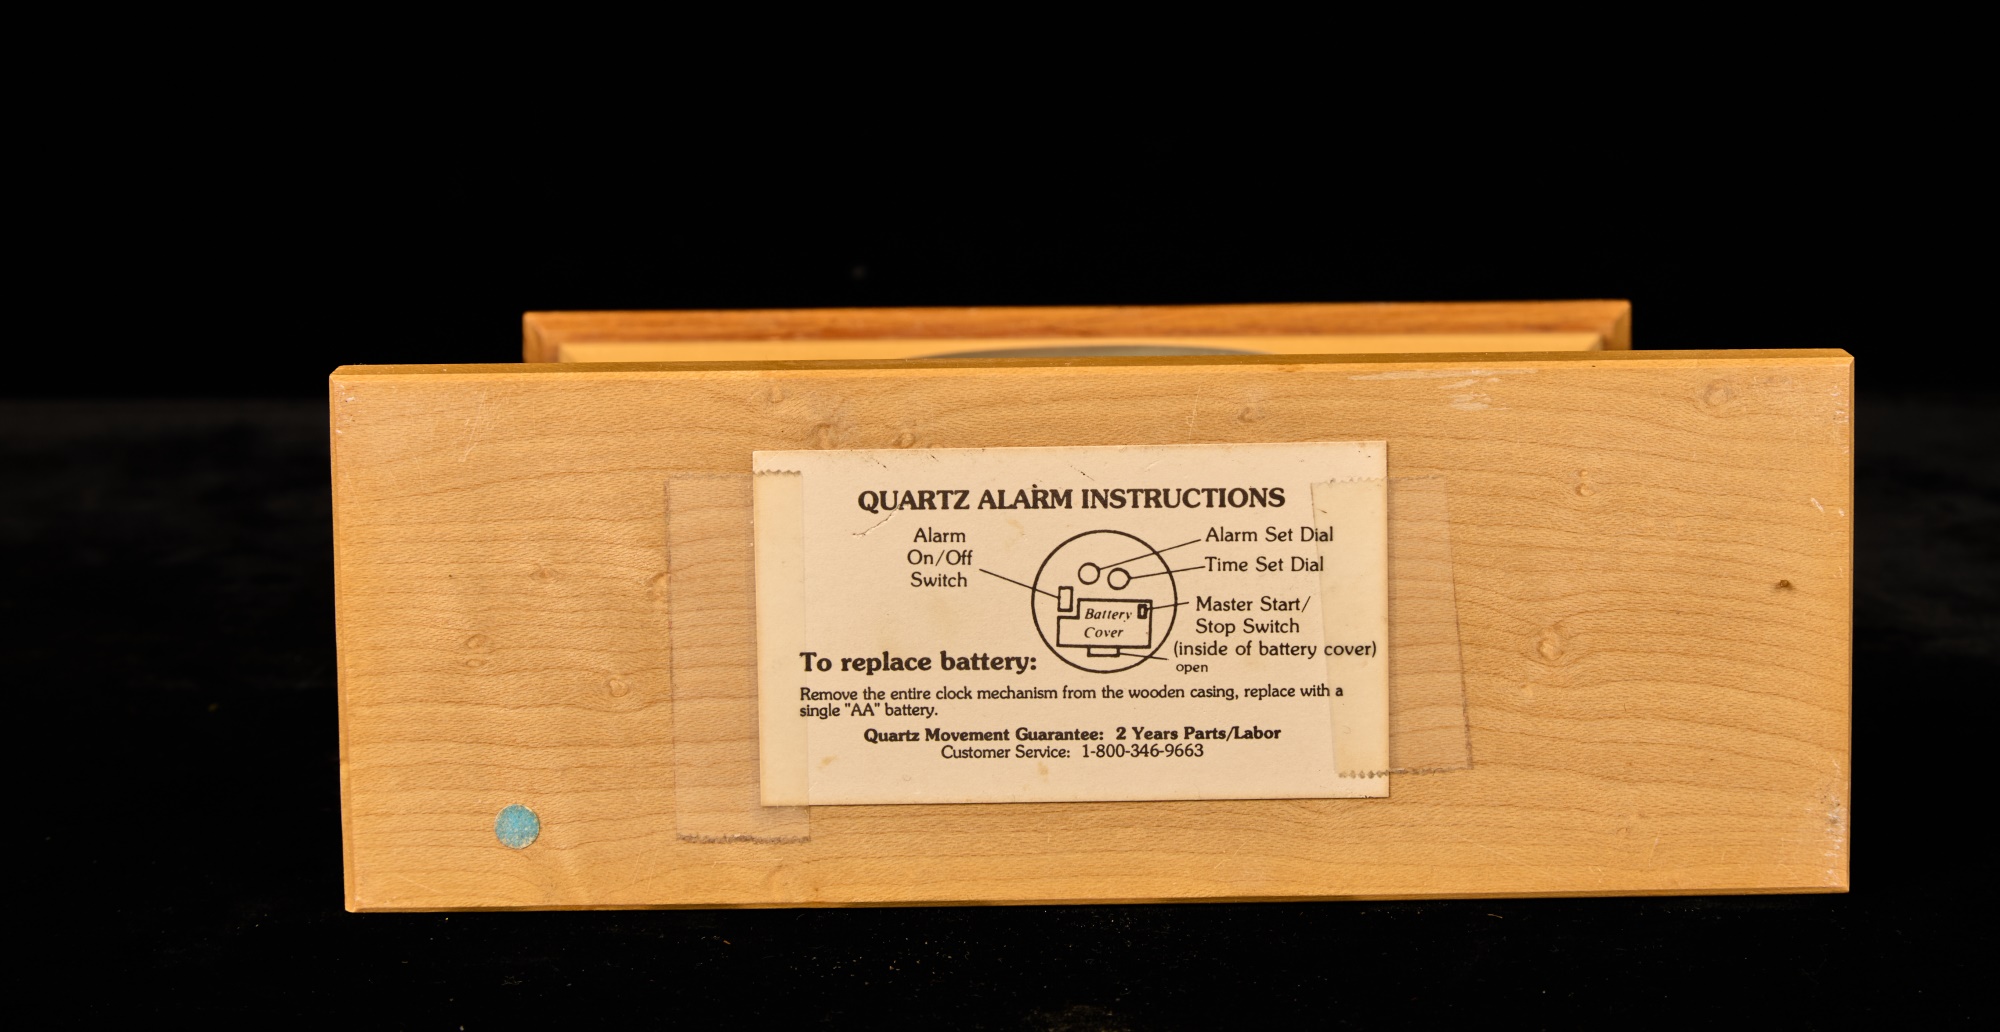 QUARTZ ALARM INSTRUCTIONS
Alarm
On/Off
Switch
Alarm Set Dial
Time Set Dial
Battery
Cover
Master Start/
Stop Switch
(inside of battery cover)
open
To replace battery:
Remove the entire clock mechanism from the wooden casing, replace with a
single "AA" battery.
Quartz Movement Guarantee: 2 Years Parts/Labor
Customer Service: 1-800-346-9663